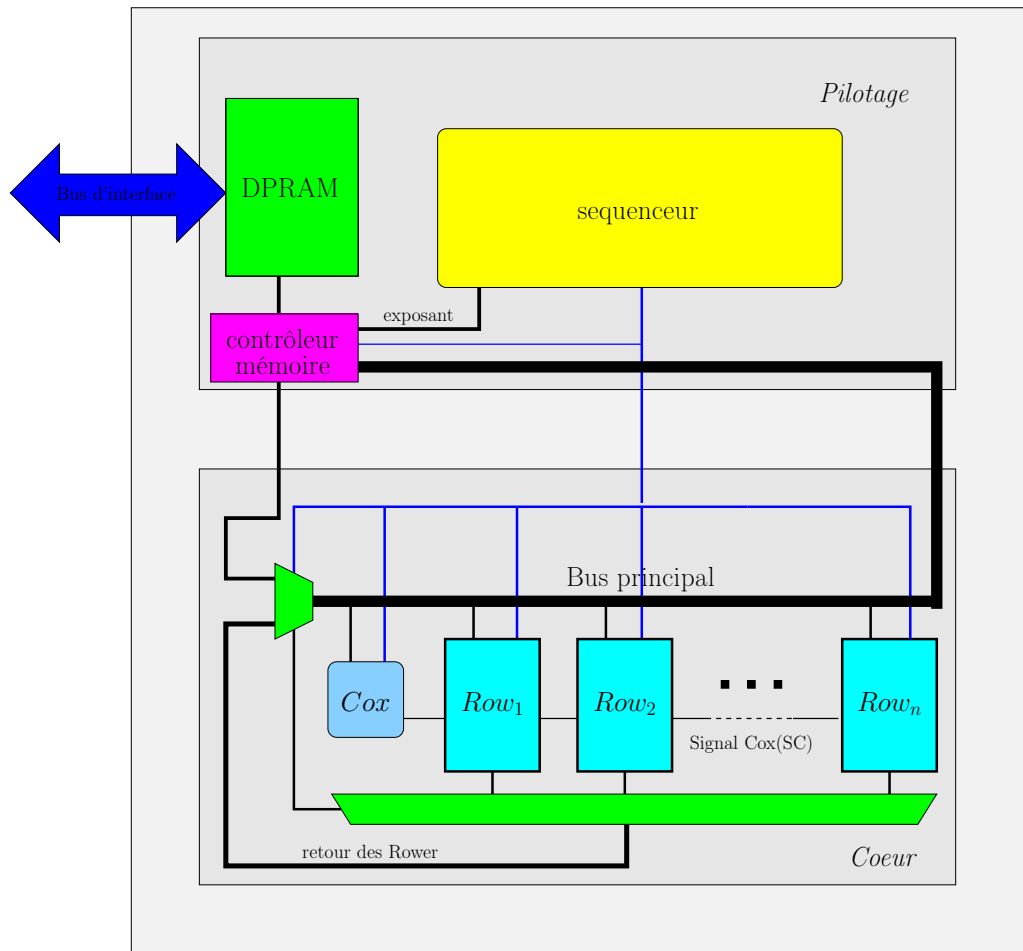 Pilotage
Bus d'interface
DPRAM
sequenceur
exposant
contrôleur
mémoire
Bus principal
Cox
Row₁
Row₂
Rowₙ
Signal Cox(SC)
retour des Rower
Coeur